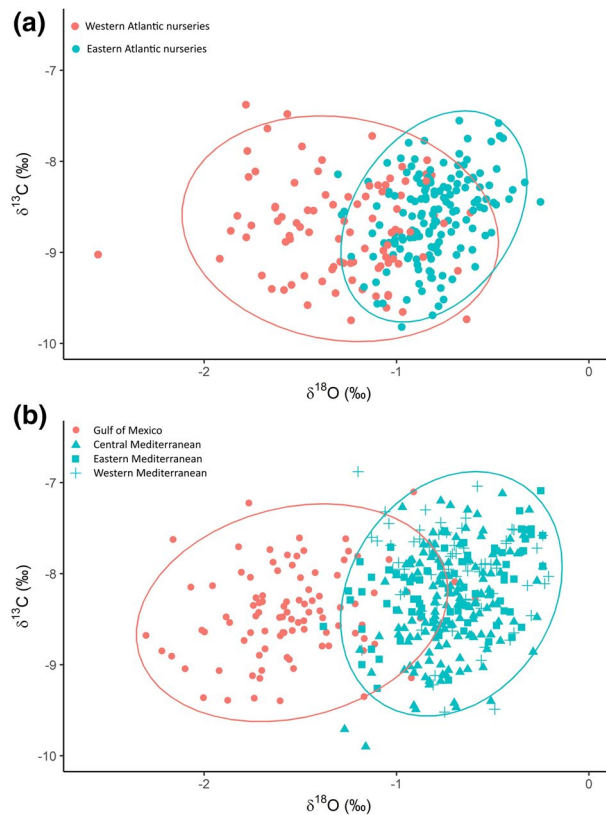 (a)
Western Atlantic nurseries
Eastern Atlantic nurseries
-7
-8
-9
-10
δ¹³C (‰)
-2
-1
0
δ¹⁸O (‰)
(b)
Gulf of Mexico
Central Mediterranean
Eastern Mediterranean
Western Mediterranean
-7
-8
-9
-10
δ¹³C (‰)
-2
-1
0
δ¹⁸O (‰)